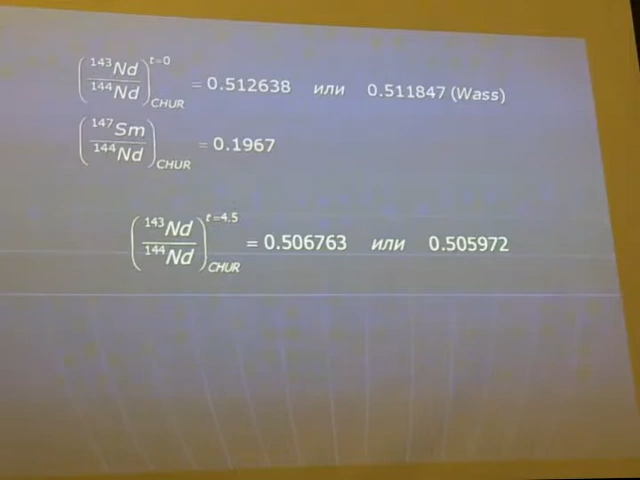 (¹⁴³Nd/¹⁴⁴Nd)ᵗ⁼⁰ CHUR = 0.512638 или 0.511847 (Wass)
(¹⁴⁷Sm/¹⁴⁴Nd) CHUR = 0.1967
(¹⁴³Nd/¹⁴⁴Nd)ᵗ⁼⁴·⁵ CHUR = 0.506763 или 0.505972